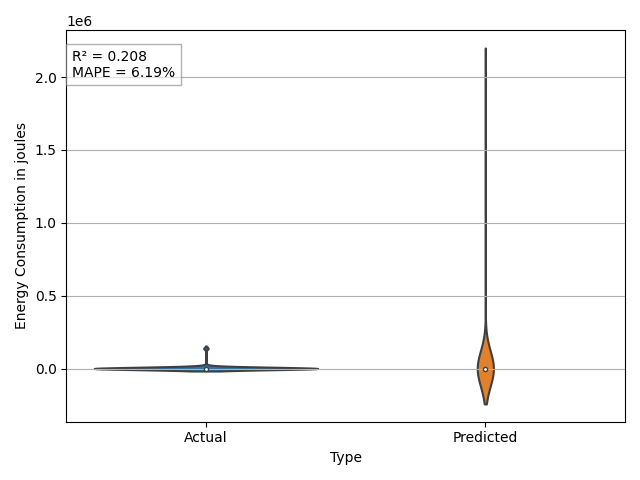 1e6
R² = 0.208
MAPE = 6.19%
2.0
1.5
1.0
0.5
0.0
Energy Consumption in joules
Actual
Predicted
Type